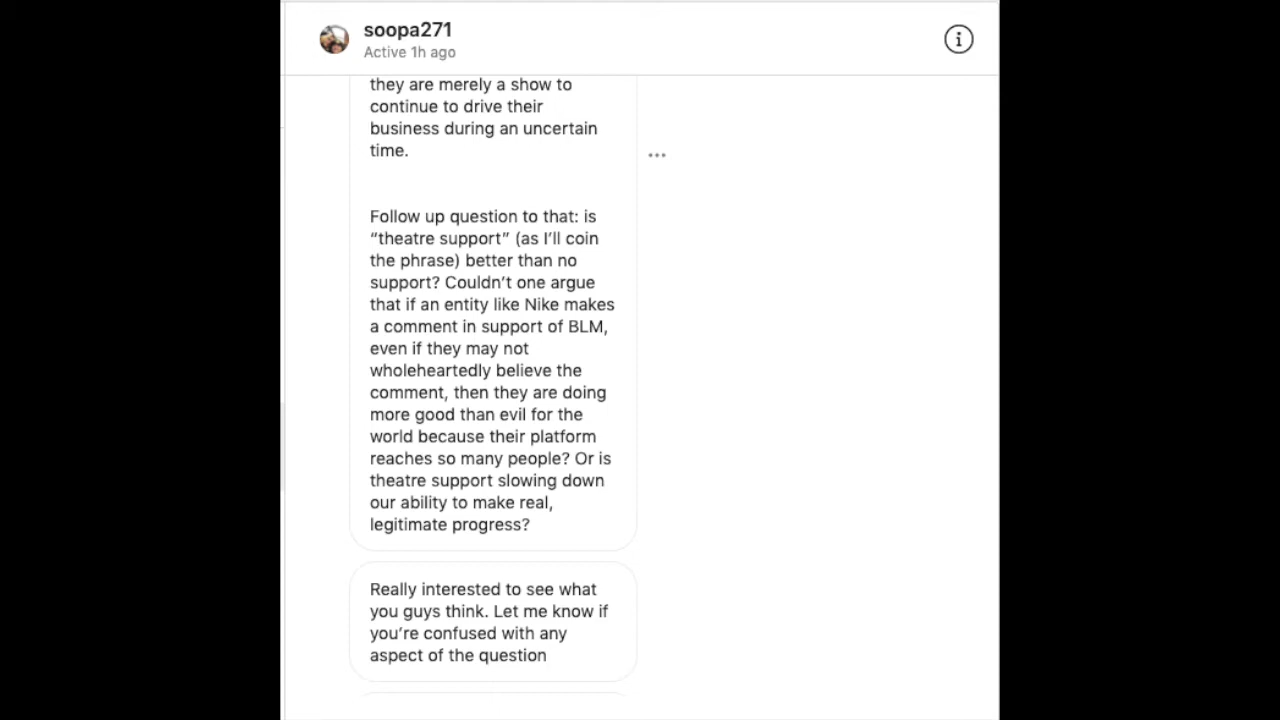 soopa271
Active 1h ago
they are merely a show to
continue to drive their
business during an uncertain
time.
Follow up question to that: is
“theatre support” (as I’ll coin
the phrase) better than no
support? Couldn’t one argue
that if an entity like Nike makes
a comment in support of BLM,
even if they may not
wholeheartedly believe the
comment, then they are doing
more good than evil for the
world because their platform
reaches so many people? Or is
theatre support slowing down
our ability to make real,
legitimate progress?
Really interested to see what
you guys think. Let me know if
you’re confused with any
aspect of the question